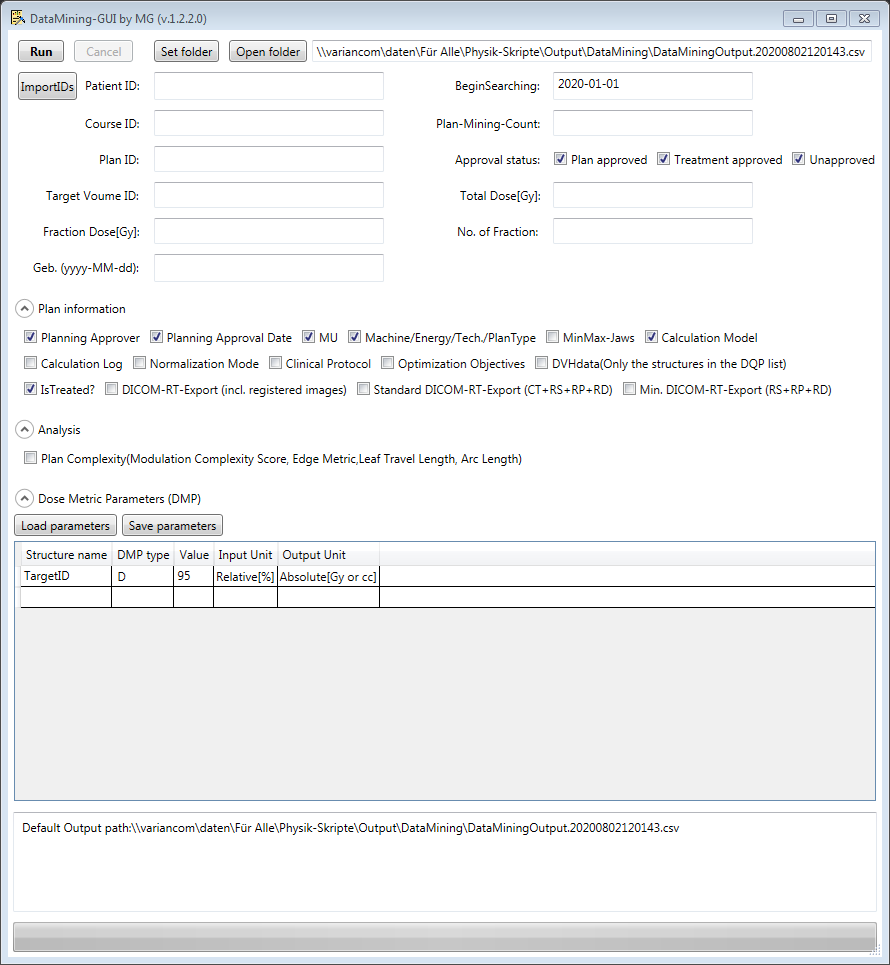 DataMining-GUI by MG (v.1.2.2.0)
Run Cancel Set folder Open folder \\variancom\daten\Für Alle\Physik-Skripte\Output\DataMining\DataMiningOutput.20200802120143.csv
ImportIDs Patient ID: BeginSearching: 2020-01-01
Course ID: Plan-Mining-Count:
Plan ID: Approval status: Plan approved Treatment approved Unapproved
Target Voume ID: Total Dose[Gy]:
Fraction Dose[Gy]: No. of Fraction:
Geb. (yyyy-MM-dd):
Plan information
Planning Approver Planning Approval Date MU Machine/Energy/Tech./PlanType MinMax-Jaws Calculation Model
Calculation Log Normalization Mode Clinical Protocol Optimization Objectives DVHdata(Only the structures in the DQP list)
IsTreated? DICOM-RT-Export (incl. registered images) Standard DICOM-RT-Export (CT+RS+RP+RD) Min. DICOM-RT-Export (RS+RP+RD)
Analysis
Plan Complexity(Modulation Complexity Score, Edge Metric,Leaf Travel Length, Arc Length)
Dose Metric Parameters (DMP)
Load parameters Save parameters
Structure name DMP type Value Input Unit Output Unit
TargetID D 95 Relative[%] Absolute[Gy or cc]
Default Output path:\\variancom\daten\Für Alle\Physik-Skripte\Output\DataMining\DataMiningOutput.20200802120143.csv